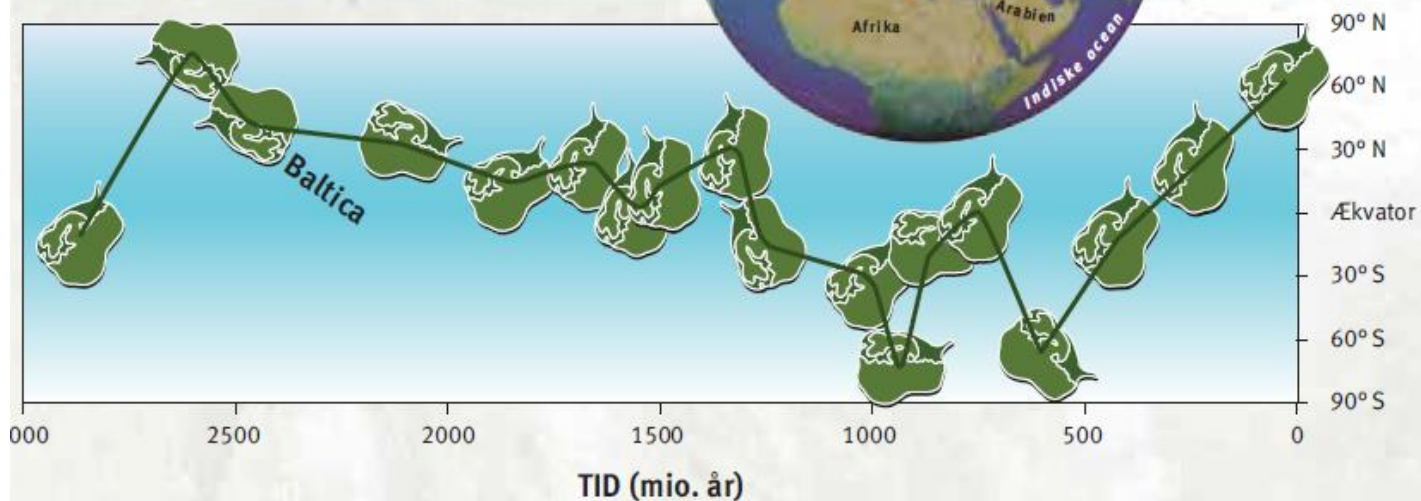 Afrika
Arabien
Indiske ocean
90° N
60° N
30° N
Ækvator
30° S
60° S
90° S
Baltica
000
2500
2000
1500
1000
500
0
TID (mio. år)